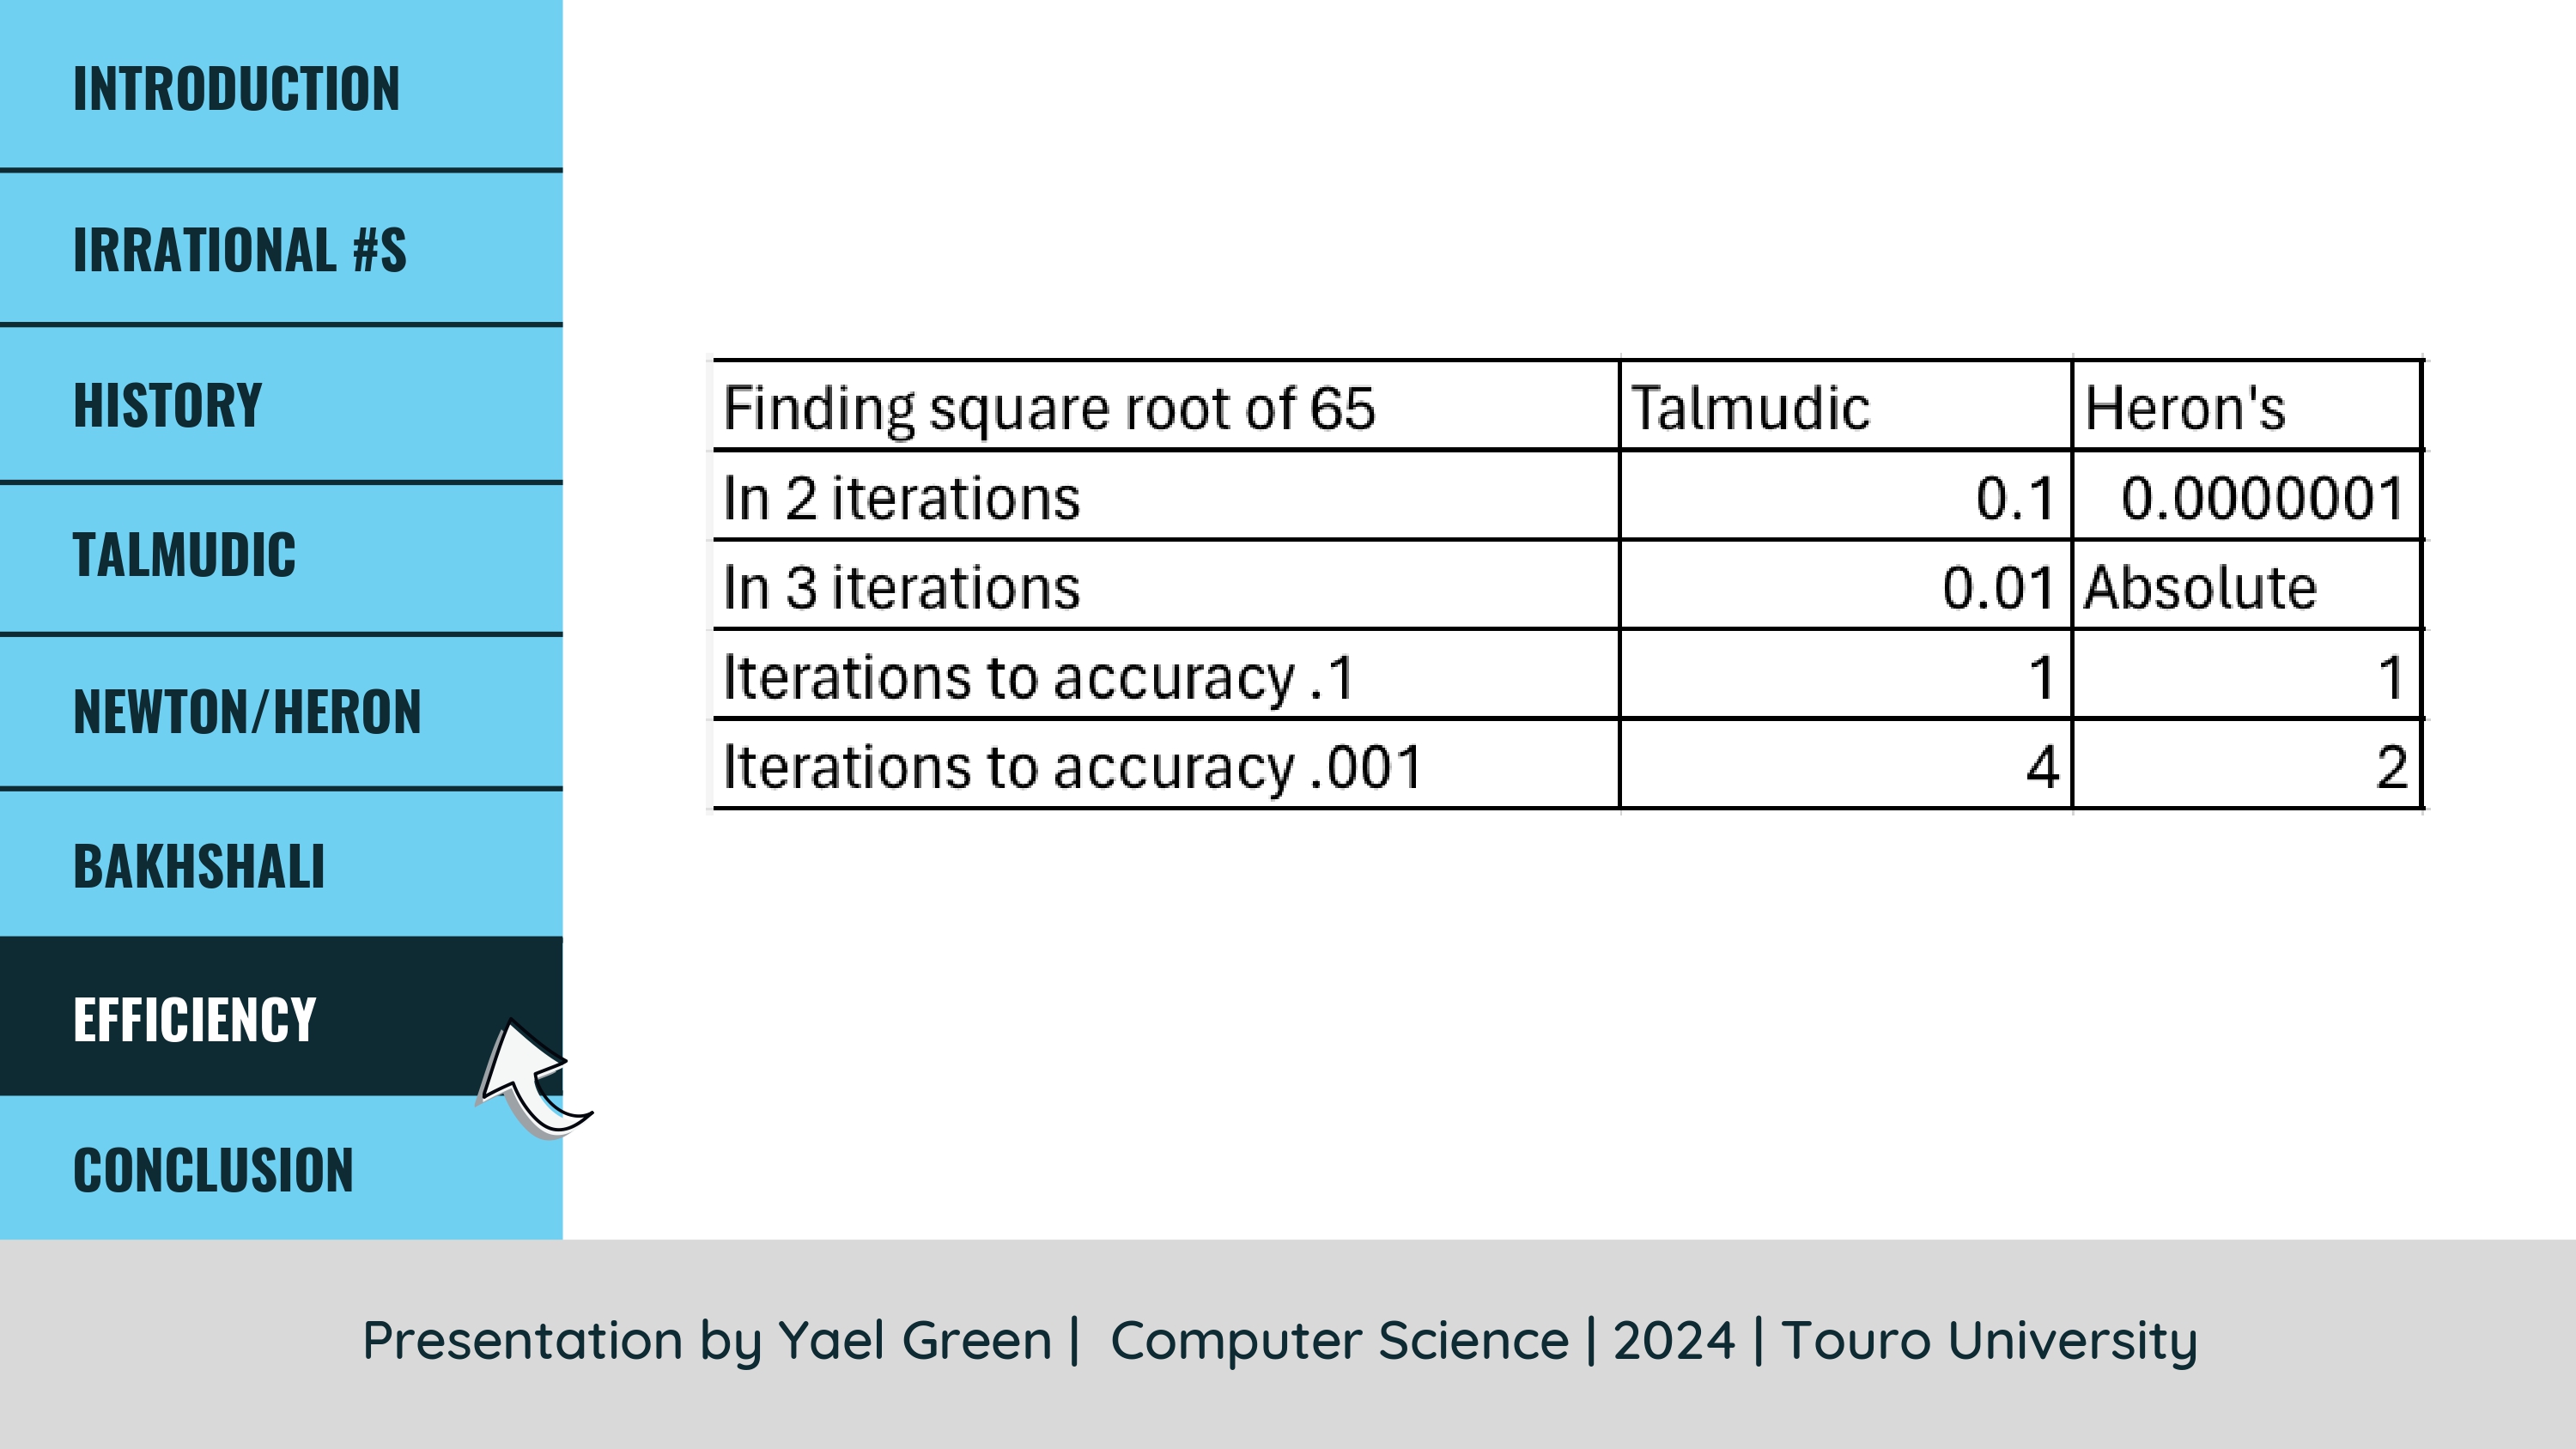 INTRODUCTION
IRRATIONAL #S
HISTORY
TALMUDIC
NEWTON/HERON
BAKHSHALI
EFFICIENCY
CONCLUSION
Finding square root of 65 Talmudic Heron's
In 2 iterations 0.1 0.0000001
In 3 iterations 0.01 Absolute
Iterations to accuracy .1 1 1
Iterations to accuracy .001 4 2
Presentation by Yael Green | Computer Science | 2024 | Touro University